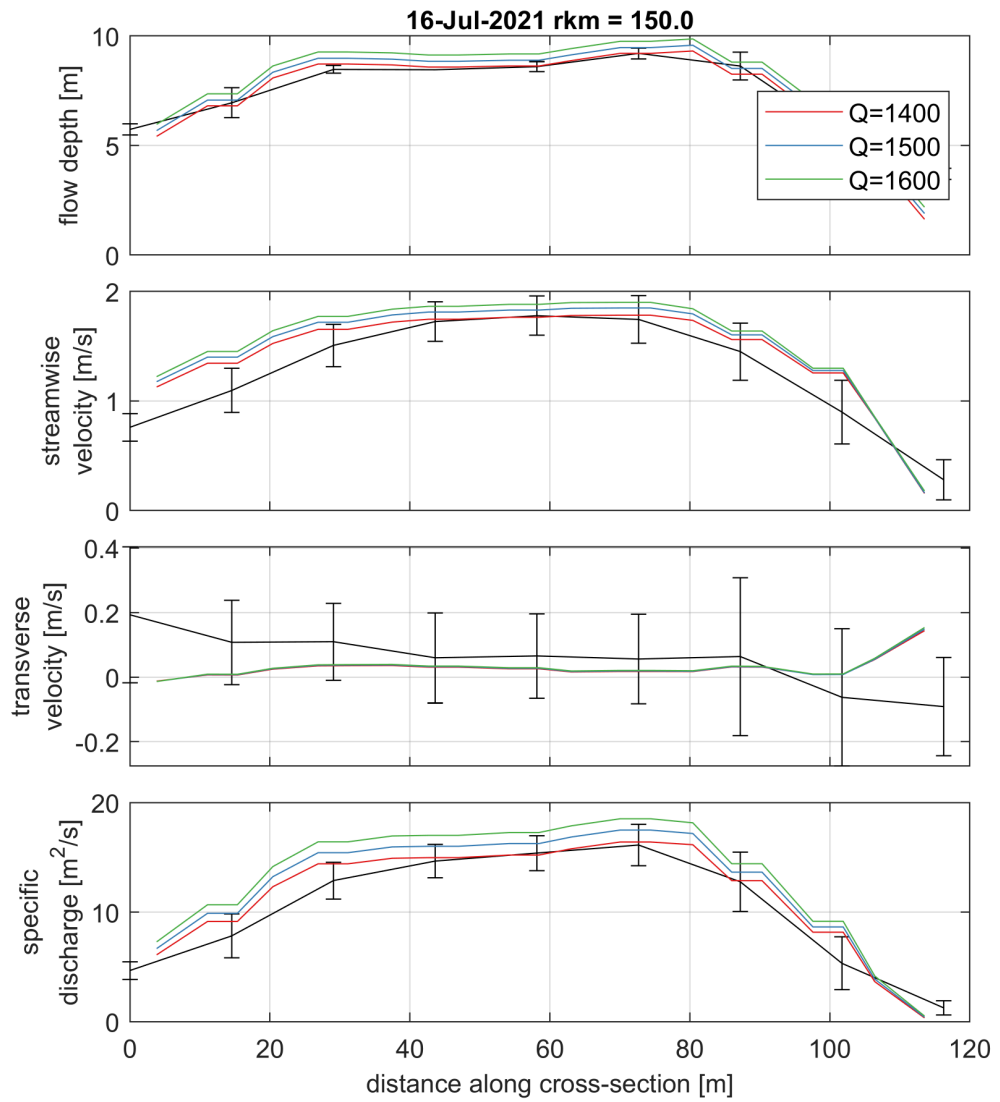 16-Jul-2021 rkm = 150.0
10
5
0
flow depth [m]
Q=1400
Q=1500
Q=1600
2
1
0
streamwise
velocity [m/s]
0.4
0.2
0
-0.2
transverse
velocity [m/s]
20
10
0
specific
discharge [m²/s]
0 20 40 60 80 100 120
distance along cross-section [m]